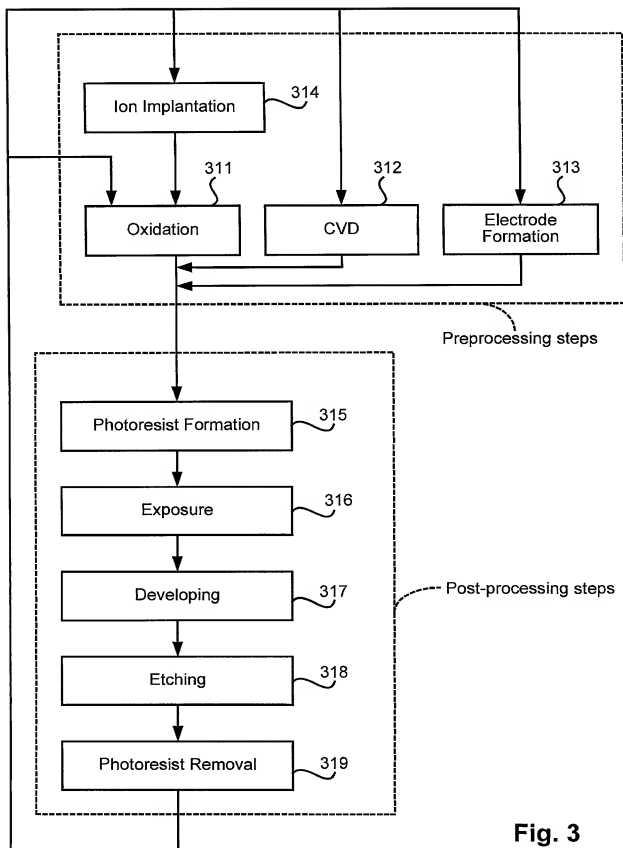 314
Ion Implantation
311
312
313
Oxidation
CVD
Electrode
Formation
Preprocessing steps
Photoresist Formation
315
Exposure
316
Developing
317
Post-processing steps
Etching
318
Photoresist Removal
319
Fig. 3